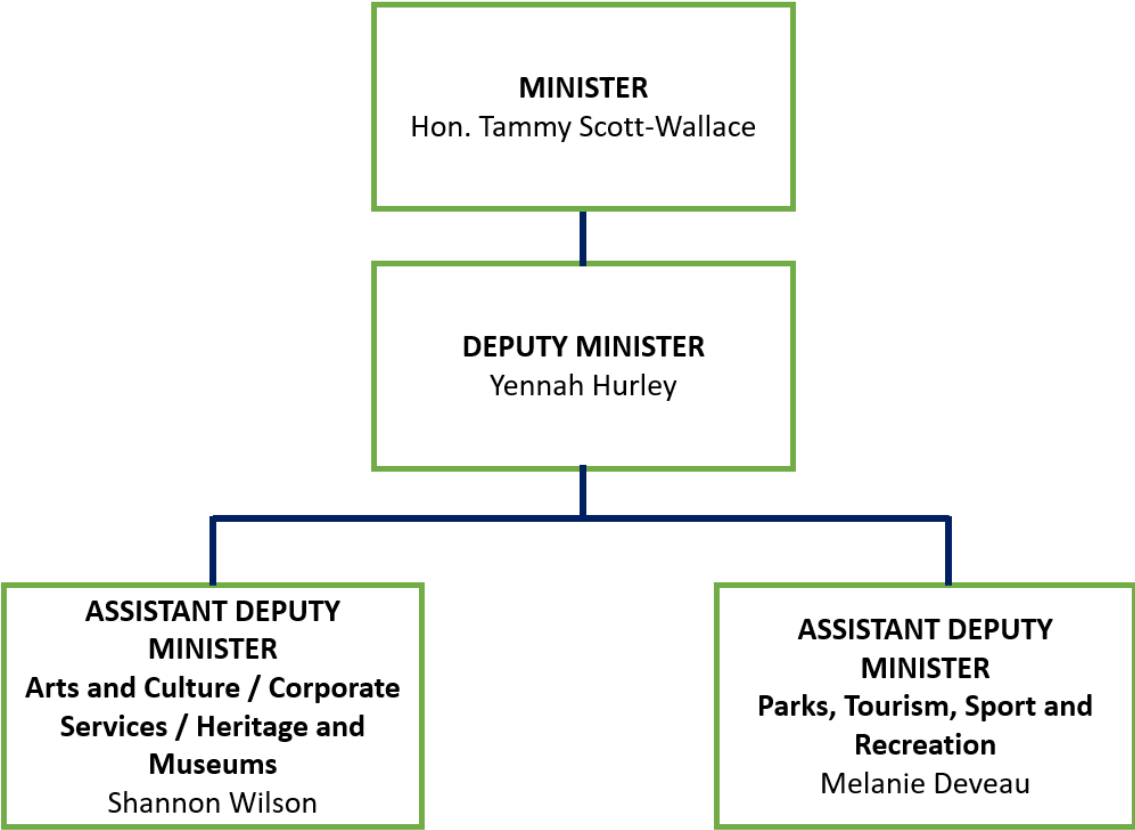 MINISTER
Hon. Tammy Scott-Wallace
DEPUTY MINISTER
Yennah Hurley
ASSISTANT DEPUTY
MINISTER
Arts and Culture / Corporate
Services / Heritage and
Museums
Shannon Wilson
ASSISTANT DEPUTY
MINISTER
Parks, Tourism, Sport and
Recreation
Melanie Deveau